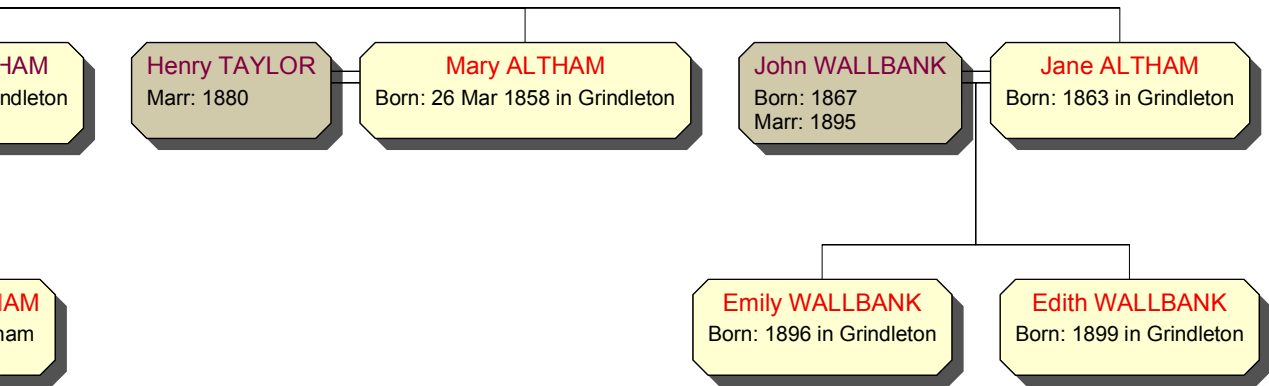 Henry TAYLOR
Marr: 1880
Mary ALTHAM
Born: 26 Mar 1858 in Grindleton
John WALLBANK
Born: 1867
Marr: 1895
Jane ALTHAM
Born: 1863 in Grindleton
Emily WALLBANK
Born: 1896 in Grindleton
Edith WALLBANK
Born: 1899 in Grindleton